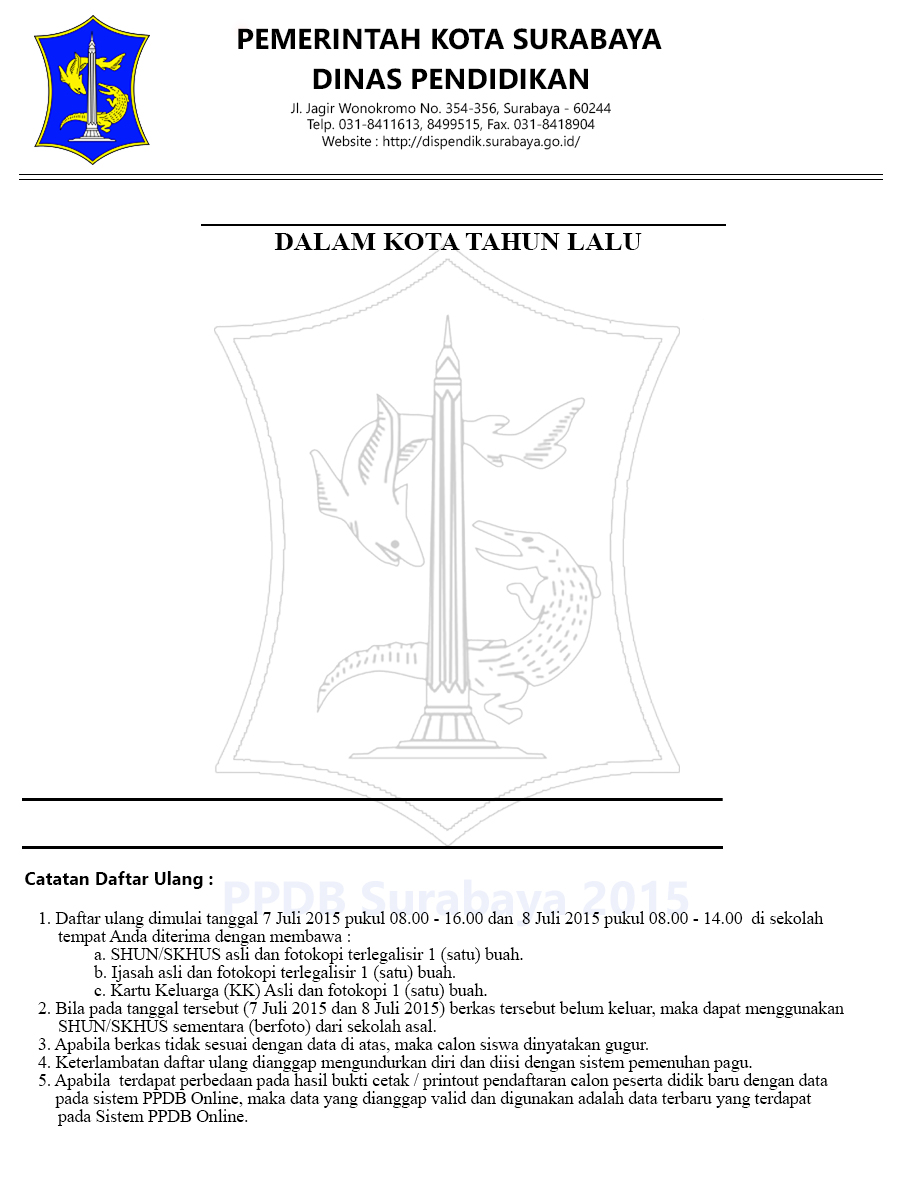 PEMERINTAH KOTA SURABAYA
DINAS PENDIDIKAN
Jl. Jagir Wonokromo No. 354-356, Surabaya - 60244
Telp. 031-8411613, 8499515, Fax. 031-8418904
Website : http://dispendik.surabaya.go.id/
DALAM KOTA TAHUN LALU
Catatan Daftar Ulang :
PPDB Surabaya 2015
1. Daftar ulang dimulai tanggal 7 Juli 2015 pukul 08.00 - 16.00 dan  8 Juli 2015 pukul 08.00 - 14.00  di sekolah
tempat Anda diterima dengan membawa :
a. SHUN/SKHUS asli dan fotokopi terlegalisir 1 (satu) buah.
b. Ijasah asli dan fotokopi terlegalisir 1 (satu) buah.
c. Kartu Keluarga (KK) Asli dan fotokopi 1 (satu) buah.
2. Bila pada tanggal tersebut (7 Juli 2015 dan 8 Juli 2015) berkas tersebut belum keluar, maka dapat menggunakan
SHUN/SKHUS sementara (berfoto) dari sekolah asal.
3. Apabila berkas tidak sesuai dengan data di atas, maka calon siswa dinyatakan gugur.
4. Keterlambatan daftar ulang dianggap mengundurkan diri dan diisi dengan sistem pemenuhan pagu.
5. Apabila  terdapat perbedaan pada hasil bukti cetak / printout pendaftaran calon peserta didik baru dengan data
pada sistem PPDB Online, maka data yang dianggap valid dan digunakan adalah data terbaru yang terdapat
pada Sistem PPDB Online.